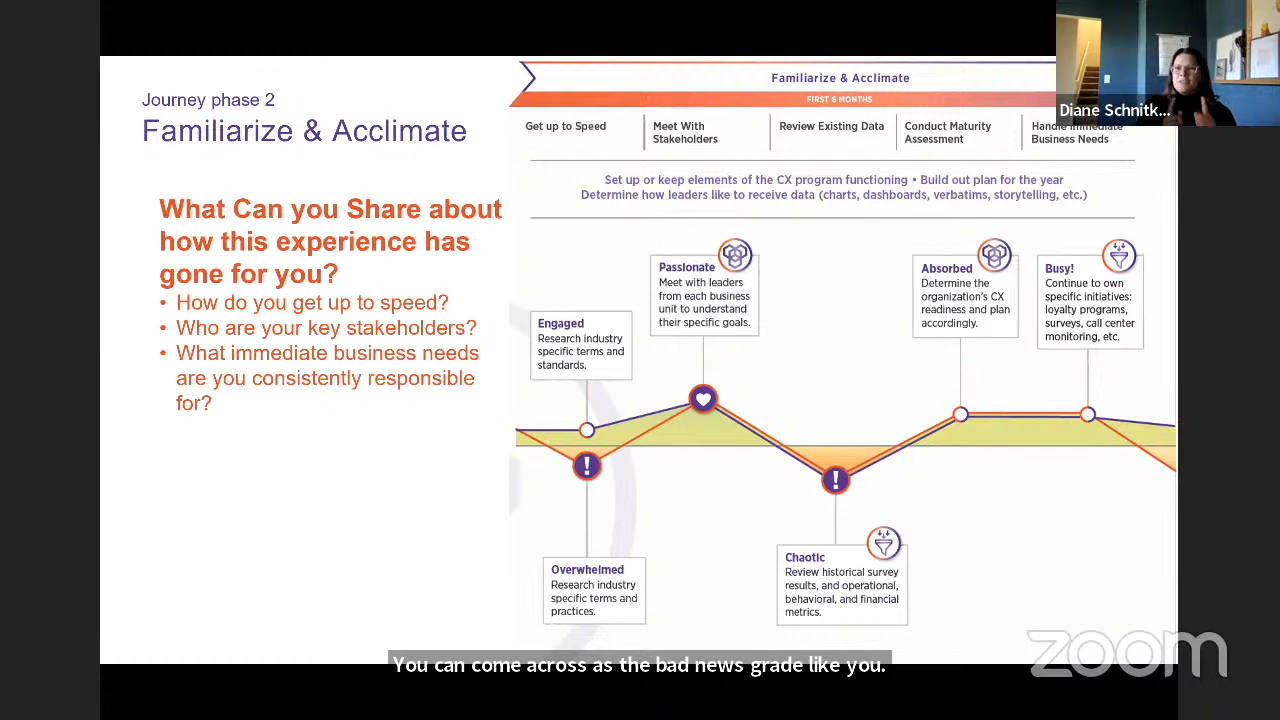 Journey phase 2
Familiarize & Acclimate
What Can you Share about
how this experience has
gone for you?
• How do you get up to speed?
• Who are your key stakeholders?
• What immediate business needs
are you consistently responsible
for?
Familiarize & Acclimate
FIRST 6 MONTHS
Get up to Speed
Meet With
Stakeholders
Review Existing Data
Conduct Maturity
Assessment
Handle Immediate
Business Needs
Set up or keep elements of the CX program functioning • Build out plan for the year
Determine how leaders like to receive data (charts, dashboards, verbatims, storytelling, etc.)
Engaged
Research industry
specific terms and
standards.
Passionate
Meet with leaders
from each business
unit to understand
their specific goals.
Absorbed
Determine the
organization's CX
readiness and plan
accordingly.
Busy!
Continue to own
specific initiatives:
loyalty programs,
surveys, call center
monitoring, etc.
!
!
Overwhelmed
Research industry
specific terms and
practices.
Chaotic
Review historical survey
results, and operational,
behavioral, and financial
metrics.
Diane Schnitk...
You can come across as the bad news grade like you.
zoom